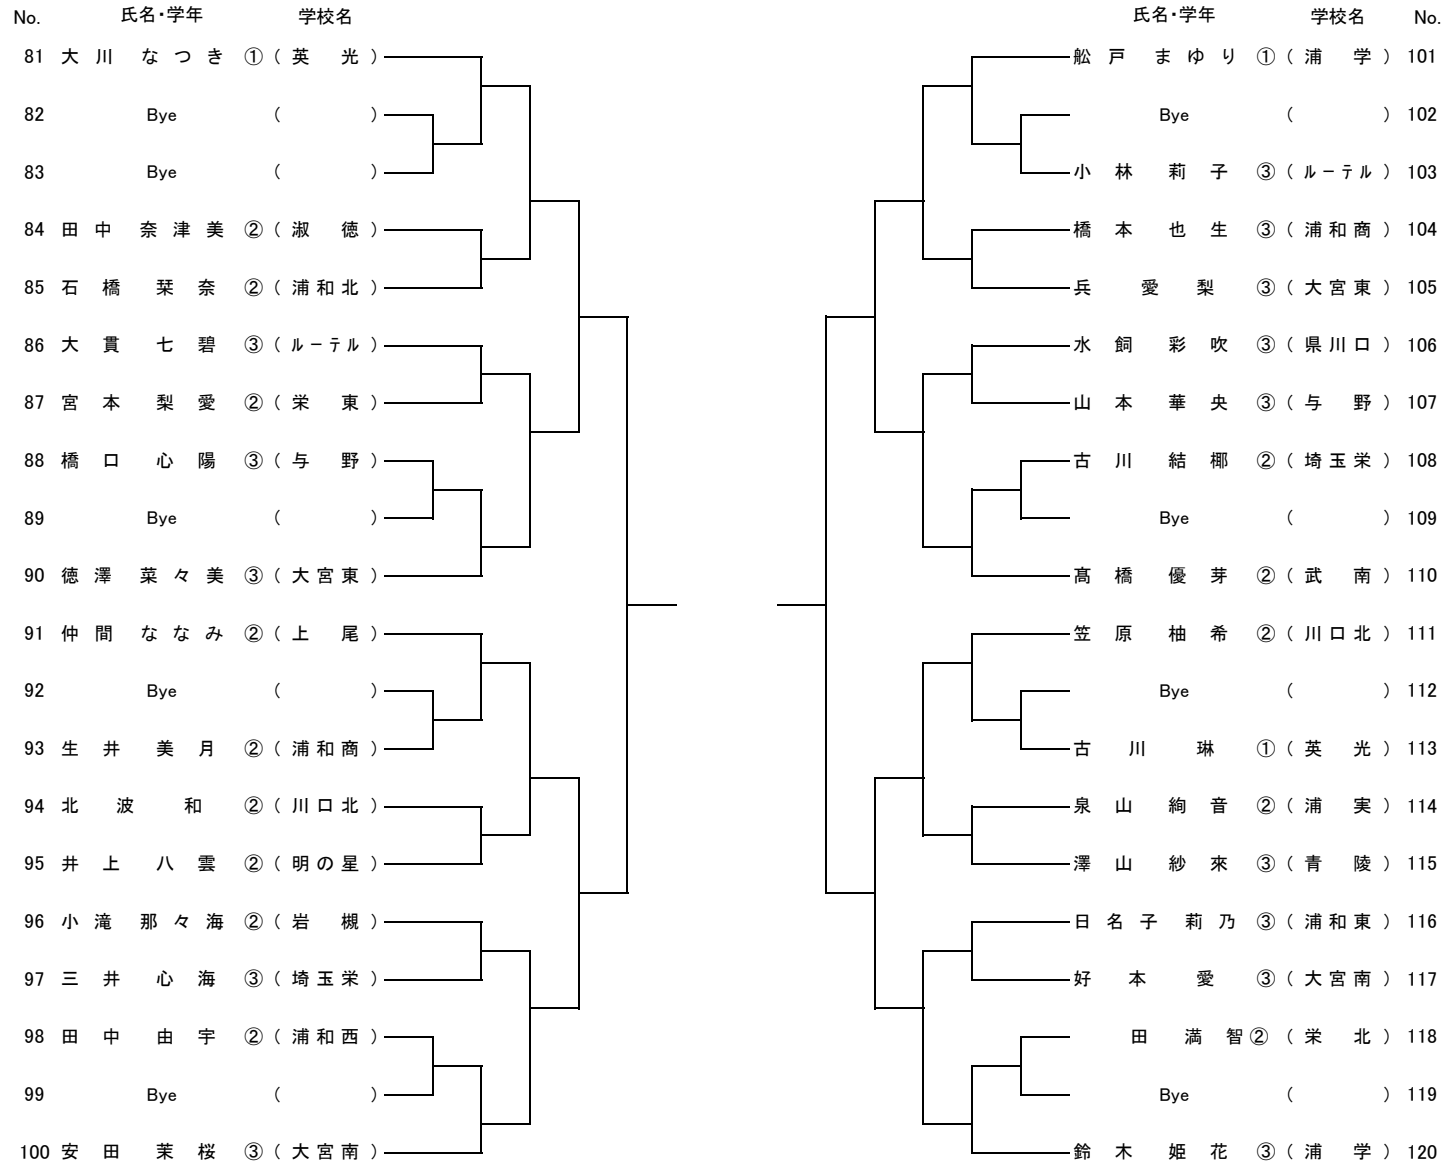 No. 氏名・学年 学校名 氏名・学年 学校名 No.
81 大川 なつき ① ( 英 光 ) 舩戸 まゆり ① ( 浦 学 ) 101
82 Bye ( ) Bye ( ) 102
83 Bye ( ) 小林 莉子 ③ ( ルーテル ) 103
84 田中 奈津美 ② ( 淑 徳 ) 橋本 也生 ③ ( 浦和商 ) 104
85 石橋 栞奈 ② ( 浦和北 ) 兵 愛梨 ③ ( 大宮東 ) 105
86 大貫 七碧 ③ ( ルーテル ) 水飼 彩吹 ③ ( 県川口 ) 106
87 宮本 梨愛 ② ( 栄 東 ) 山本 華央 ③ ( 与 野 ) 107
88 橋口 心陽 ③ ( 与 野 ) 古川 結椰 ② ( 埼玉栄 ) 108
89 Bye ( ) Bye ( ) 109
90 徳澤 菜々美 ③ ( 大宮東 ) 髙橋 優芽 ② ( 武 南 ) 110
91 仲間 ななみ ② ( 上 尾 ) 笠原 柚希 ② ( 川口北 ) 111
92 Bye ( ) Bye ( ) 112
93 生井 美月 ② ( 浦和商 ) 古川 琳 ① ( 英 光 ) 113
94 北波 和 ② ( 川口北 ) 泉山 絢音 ② ( 浦 実 ) 114
95 井上 八雲 ② ( 明の星 ) 澤山 紗來 ③ ( 青 陵 ) 115
96 小滝 那々海 ② ( 岩 槻 ) 日名子 莉乃 ③ ( 浦和東 ) 116
97 三井 心海 ③ ( 埼玉栄 ) 好本 愛 ③ ( 大宮南 ) 117
98 田中 由宇 ② ( 浦和西 ) 田 満智 ② ( 栄 北 ) 118
99 Bye ( ) Bye ( ) 119
100 安田 茉桜 ③ ( 大宮南 ) 鈴木 姫花 ③ ( 浦 学 ) 120